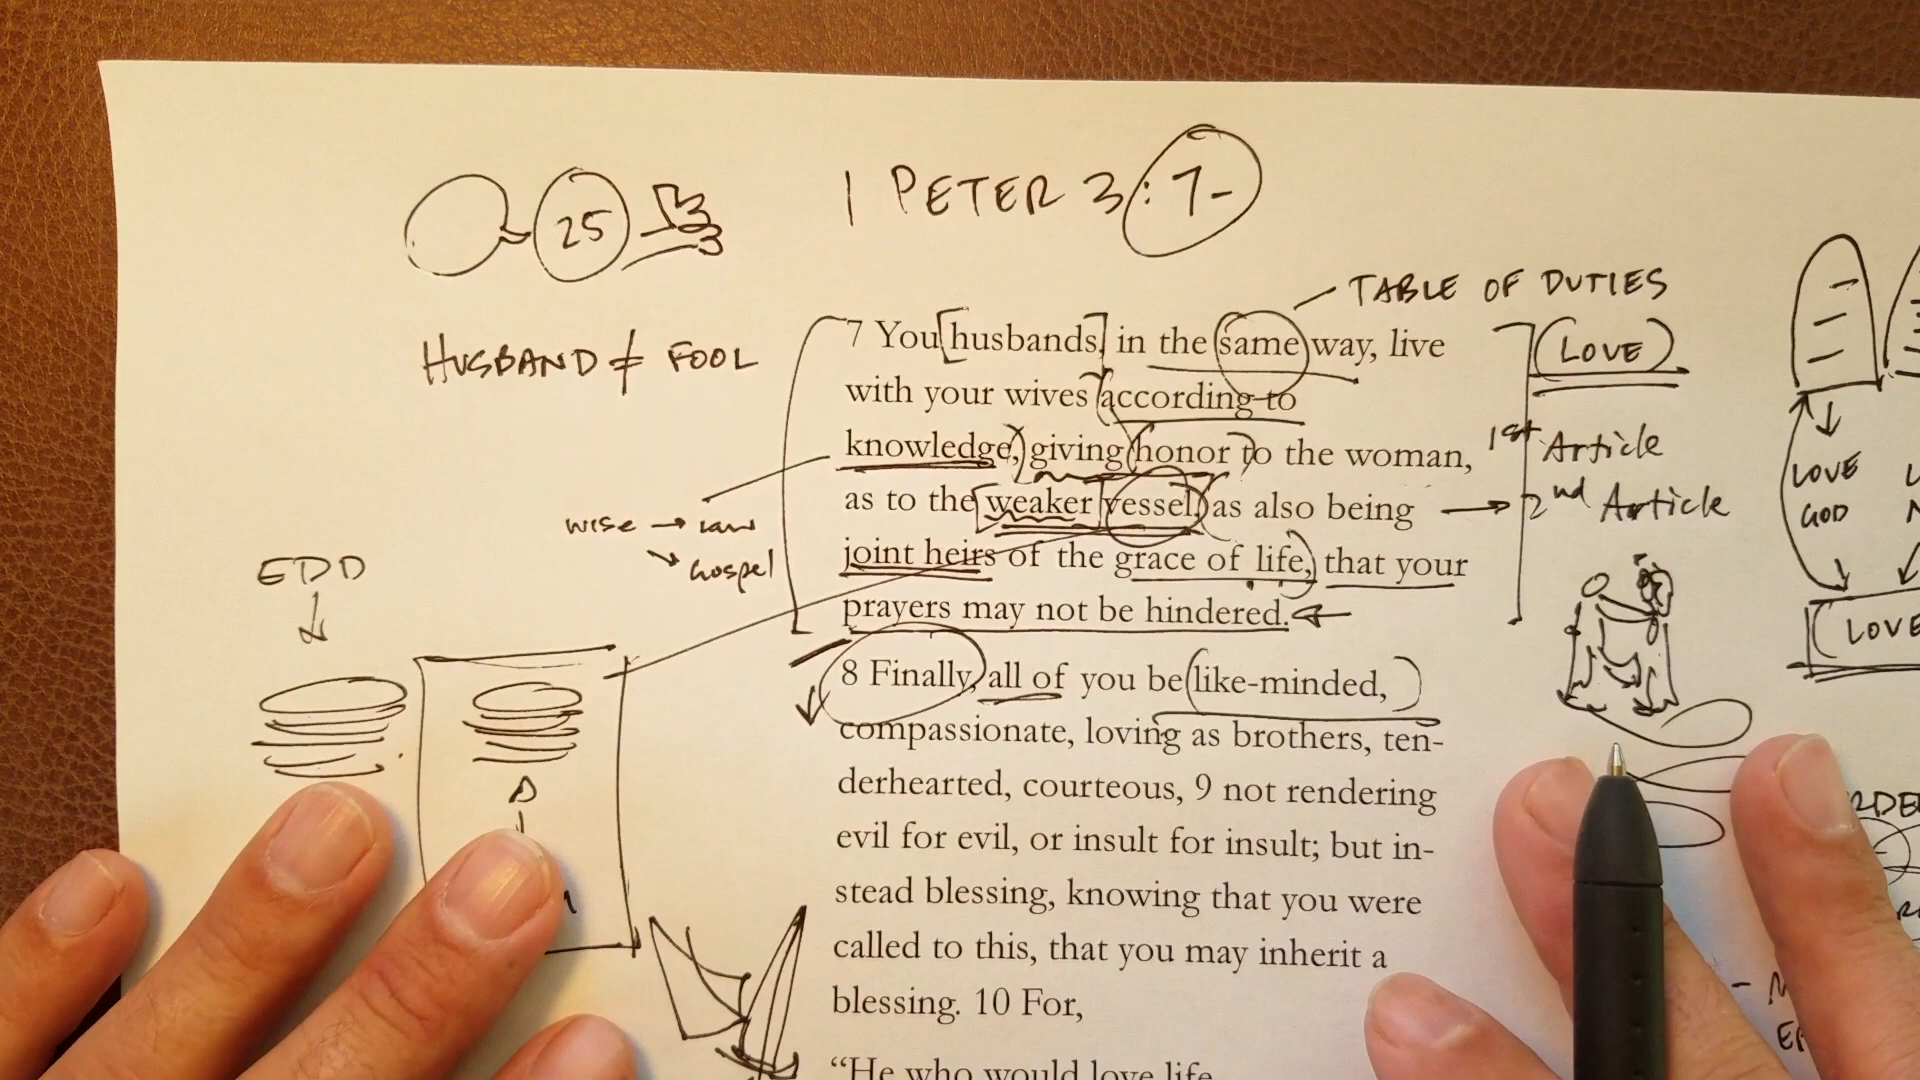 25
1 PETER 3:7-
TABLE OF DUTIES
HUSBAND ≠ FOOL
7 You husbands, in the same way, live
with your wives according to
knowledge, giving honor to the woman,
as to the weaker vessel, as also being
joint heirs of the grace of life, that your
prayers may not be hindered.
8 Finally, all of you be like-minded,
compassionate, loving as brothers, ten-
derhearted, courteous, 9 not rendering
evil for evil, or insult for insult; but in-
stead blessing, knowing that you were
called to this, that you may inherit a
blessing. 10 For,
“He who would love life
(LOVE)
1st Article
→ 2nd Article
wise → law
→ Gospel
EDD
LOVE
GOD
LOVE